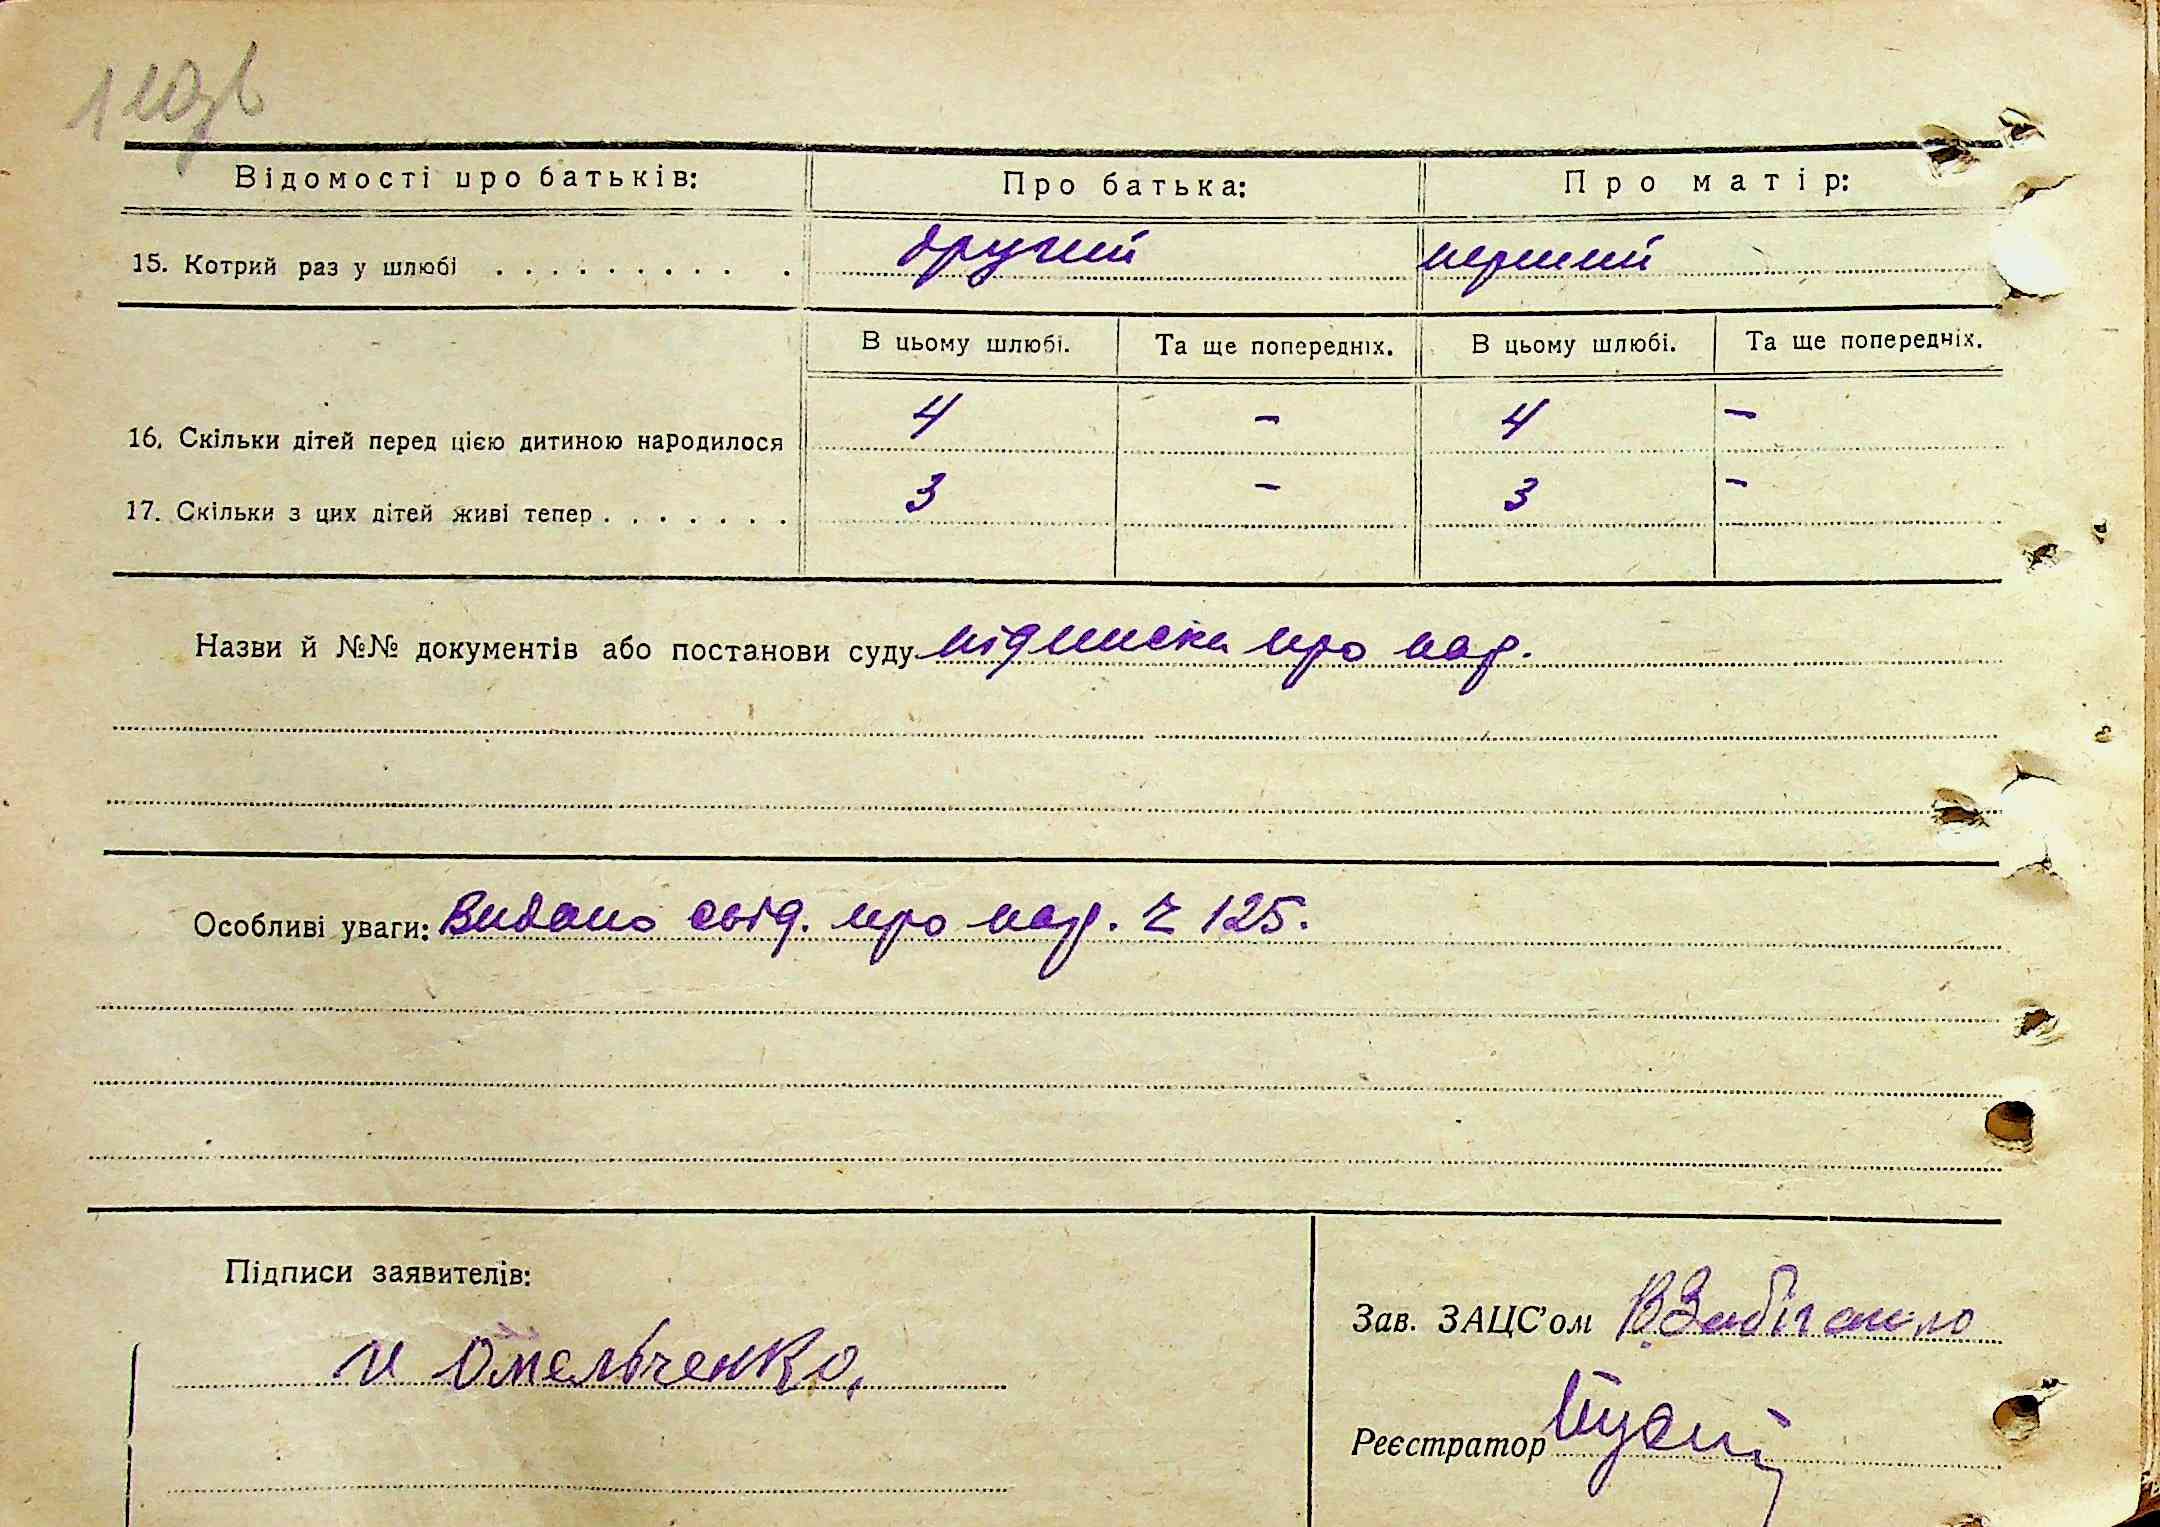 110зв
Відомості про батьків: Про батька: Про матір:
15. Котрий раз у шлюбі . . . . . . . . . . другий перший
В цьому шлюбі. Та ще попередніх. В цьому шлюбі. Та ще попередніх.
16. Скільки дітей перед цією дитиною народилося 4 – 4 –
17. Скільки з цих дітей живі тепер . . . . . . . 3 – 3 –
Назви й №№ документів або постанови суду підписка про нар.
Особливі уваги: Видано свід. про нар. ч 125.
Підписи заявителів:
Зав. ЗАЦС'ом
и Омельченко,
Реєстратор